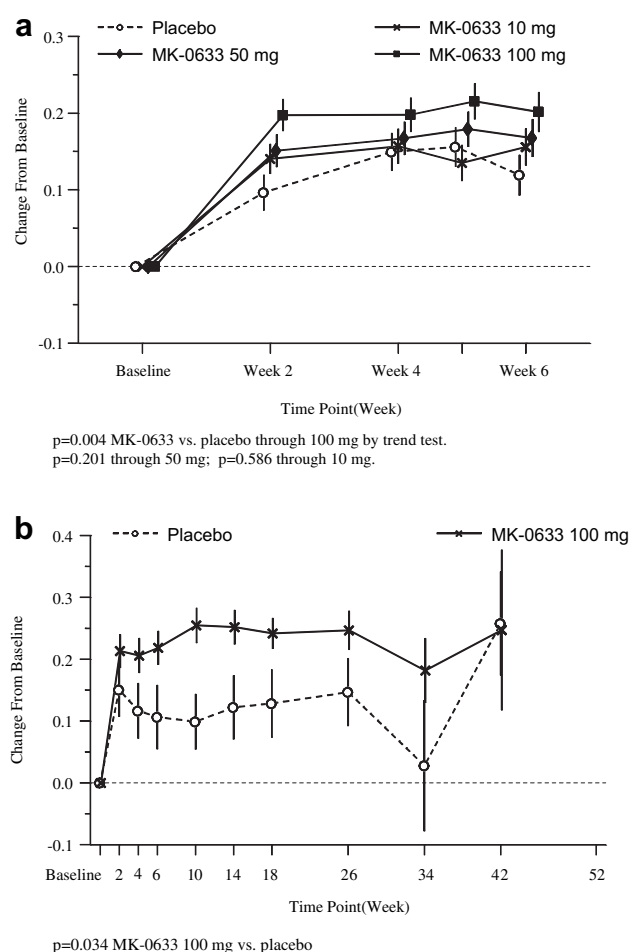 a
Placebo
MK-0633 10 mg
MK-0633 50 mg
MK-0633 100 mg
0.3
0.2
0.1
0.0
-0.1
Change From Baseline
Baseline
Week 2
Week 4
Week 6
Time Point(Week)
p=0.004 MK-0633 vs. placebo through 100 mg by trend test.
p=0.201 through 50 mg; p=0.586 through 10 mg.
b
Placebo
MK-0633 100 mg
0.4
0.3
0.2
0.1
0.0
-0.1
Change From Baseline
Baseline 2 4 6 10 14 18 26 34 42 52
Time Point(Week)
p=0.034 MK-0633 100 mg vs. placebo